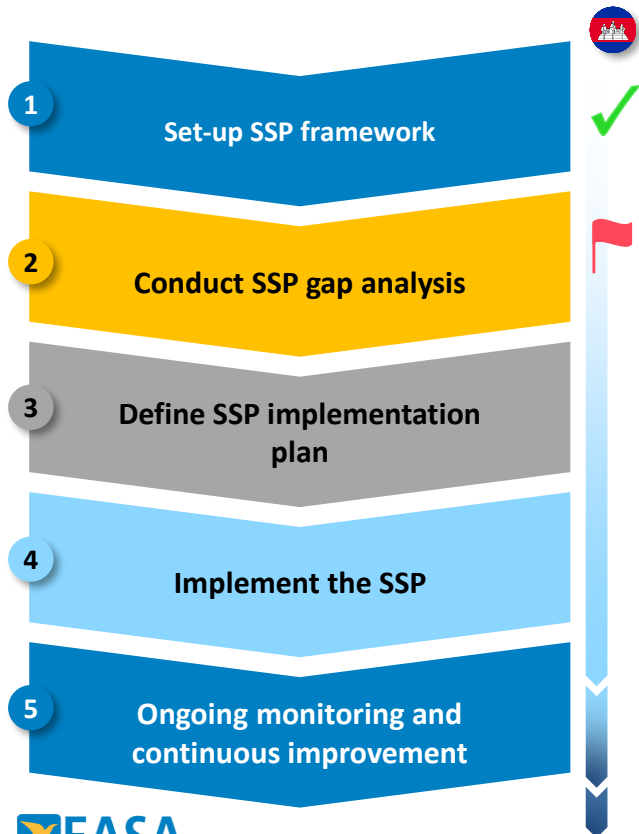 1
Set-up SSP framework
2
Conduct SSP gap analysis
3
Define SSP implementation
plan
4
Implement the SSP
5
Ongoing monitoring and
continuous improvement
EASA